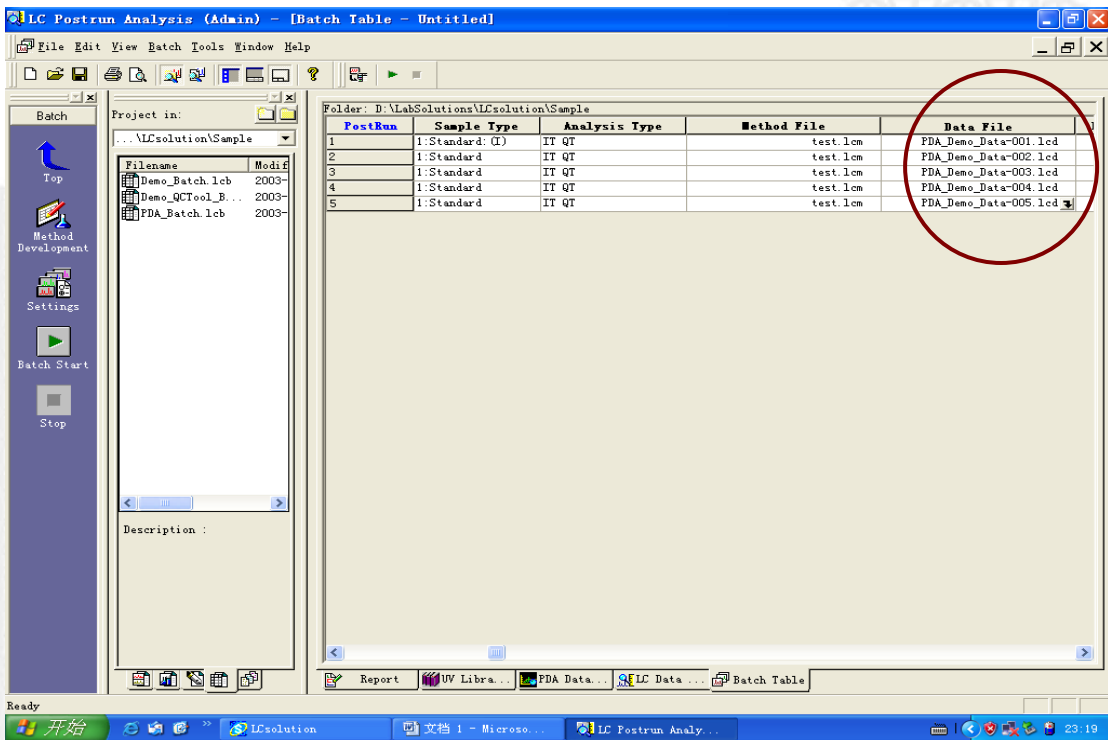 LC Postrun Analysis (Admin) - [Batch Table - Untitled]
File Edit View Batch Tools Window Help
Batch
Top
Method
Development
Settings
Batch Start
Stop
Project in:
...\LCsolution\Sample
Filename Modif
Demo_Batch.lcb 2003-
Demo_QCTool_B... 2003-
PDA_Batch.lcb 2003-
Description :
Folder: D:\LabSolutions\LCsolution\Sample
PostRun Sample Type Analysis Type Method File Data File
1 1:Standard:(I) IT QT test.lcm PDA_Demo_Data-001.lcd
2 1:Standard IT QT test.lcm PDA_Demo_Data-002.lcd
3 1:Standard IT QT test.lcm PDA_Demo_Data-003.lcd
4 1:Standard IT QT test.lcm PDA_Demo_Data-004.lcd
5 1:Standard IT QT test.lcm PDA_Demo_Data-005.lcd
Report UV Libra... PDA Data... LC Data ... Batch Table
Ready
开始 LCsolution 文档 1 - Microso... LC Postrun Analy... 23:19